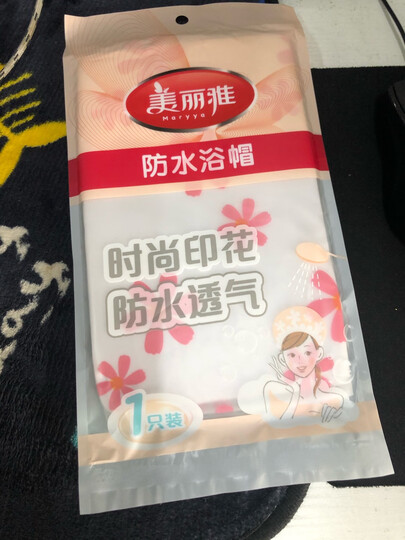 美丽雅
Maryya
防水浴帽
时尚印花
防水透气
1只装